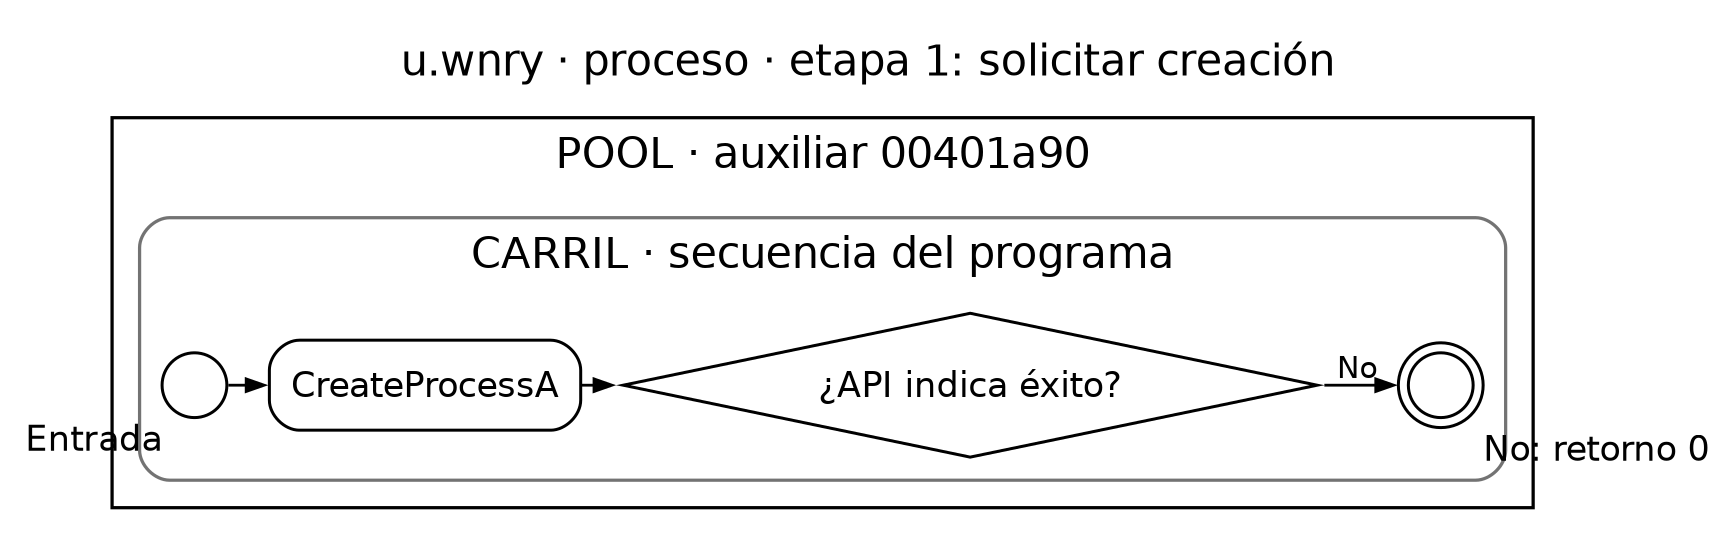 u.wnry · proceso · etapa 1: solicitar creación
POOL · auxiliar 00401a90
CARRIL · secuencia del programa
CreateProcessA
¿API indica éxito?
No
Entrada
No: retorno 0